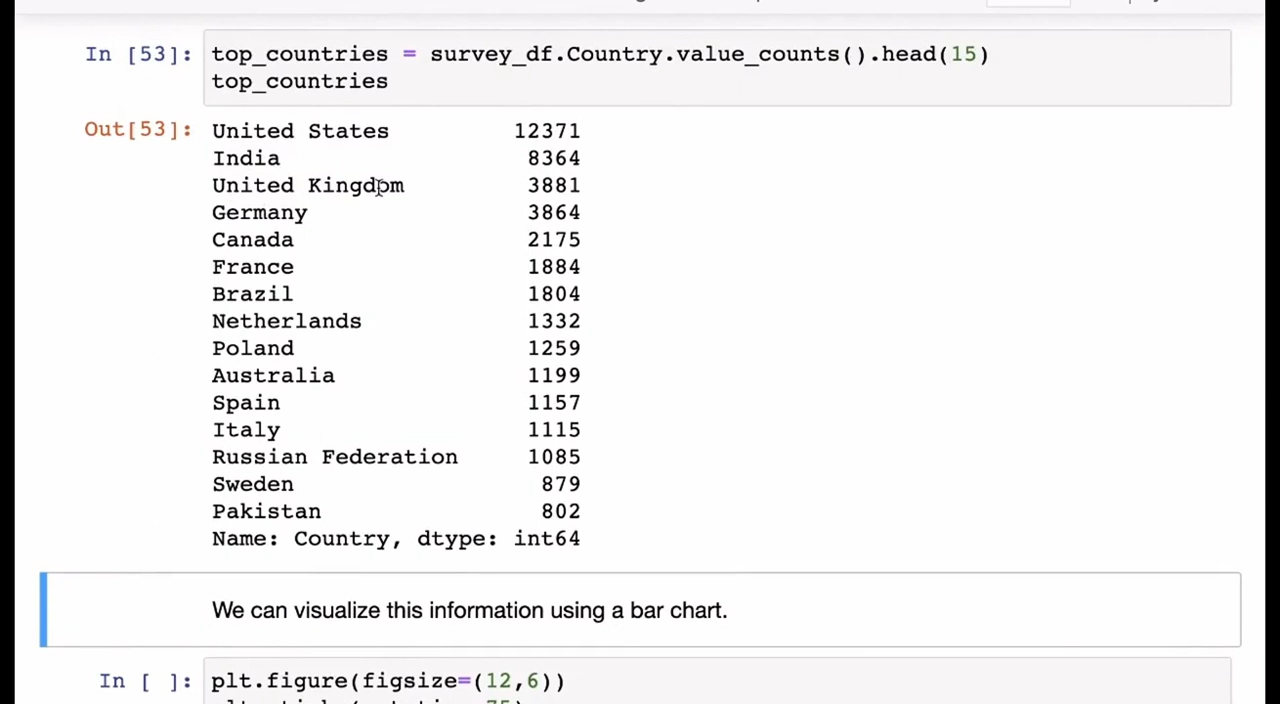 In [53]: top_countries = survey_df.Country.value_counts().head(15)
top_countries
Out[53]: United States 12371
India 8364
United Kingdom 3881
Germany 3864
Canada 2175
France 1884
Brazil 1804
Netherlands 1332
Poland 1259
Australia 1199
Spain 1157
Italy 1115
Russian Federation 1085
Sweden 879
Pakistan 802
Name: Country, dtype: int64
We can visualize this information using a bar chart.
In [ ]: plt.figure(figsize=(12,6))